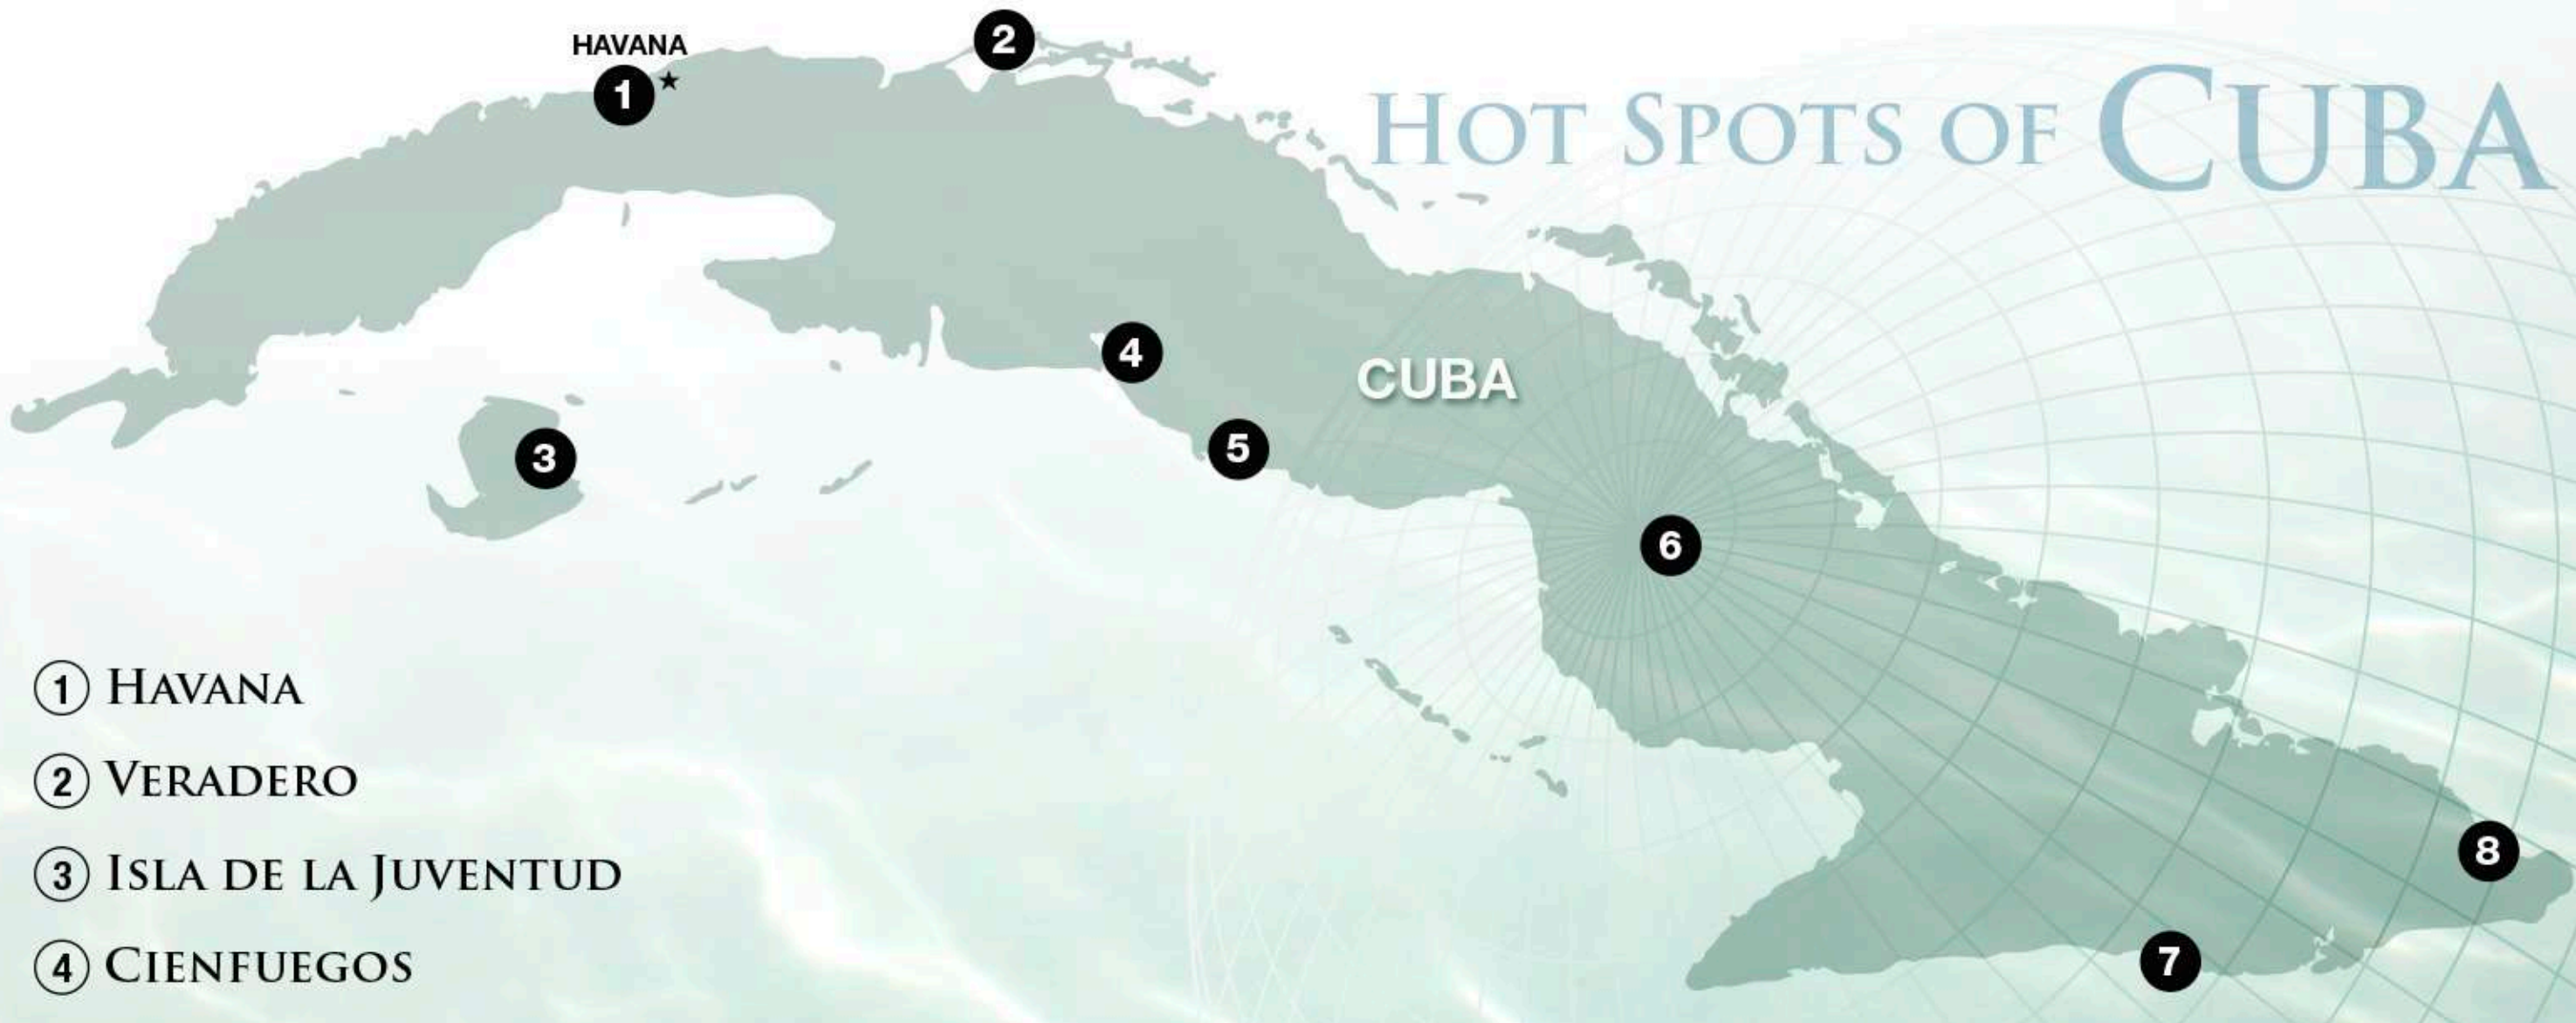 HAVANA
1
2
HOT SPOTS OF CUBA
CUBA
3
4
5
6
7
8
1 HAVANA
2 VERADERO
3 ISLA DE LA JUVENTUD
4 CIENFUEGOS